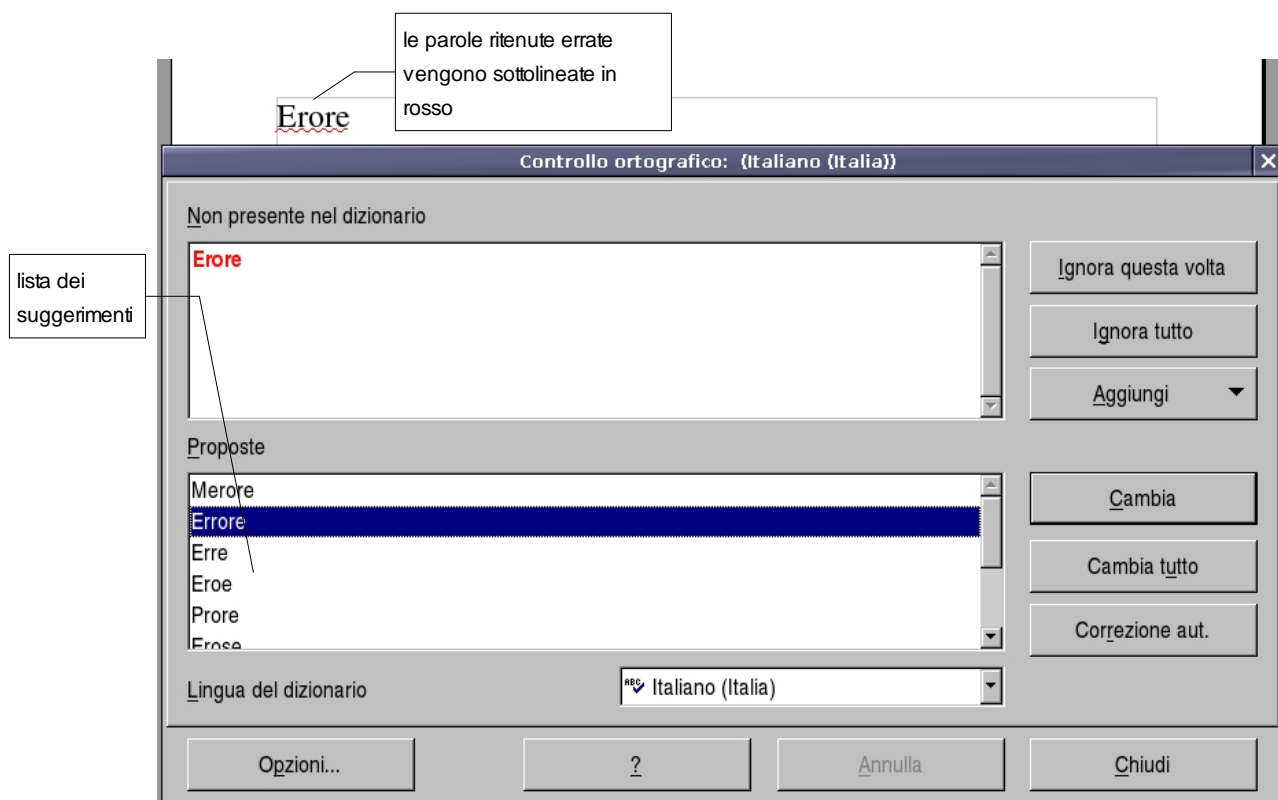 le parole ritenute errate
vengono sottolineate in
rosso
Erore
Controllo ortografico: (Italiano (Italia))
Non presente nel dizionario
Erore
Ignora questa volta
lista dei
suggerimenti
Ignora tutto
Aggiungi
Proposte
Merore
Errore
Erre
Eroe
Prore
Erose
Cambia
Cambia tutto
Correzione aut.
Lingua del dizionario
ABC Italiano (Italia)
Opzioni...
?
Annulla
Chiudi